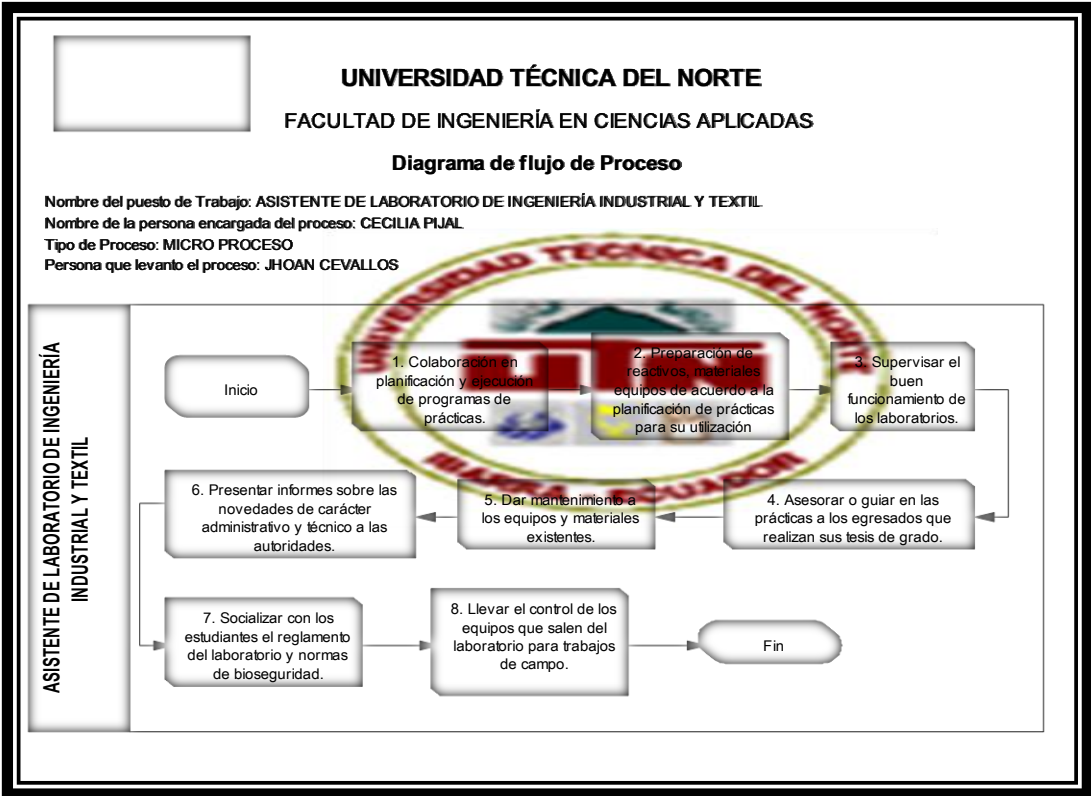 UNIVERSIDAD TÉCNICA DEL NORTE
FACULTAD DE INGENIERÍA EN CIENCIAS APLICADAS
Diagrama de flujo de Proceso
Nombre del puesto de Trabajo: ASISTENTE DE LABORATORIO DE INGENIERÍA INDUSTRIAL Y TEXTIL
Nombre de la persona encargada del proceso: CECILIA PIJAL
Tipo de Proceso: MICRO PROCESO
Persona que levanto el proceso: JHOAN CEVALLOS
UNIVERSIDAD TECNICA DEL NORTE
UTN
IBARRA - ECUADOR
ASISTENTE DE LABORATORIO DE INGENIERÍA
INDUSTRIAL Y TEXTIL
Inicio
1. Colaboración en
planificación y ejecución
de programas de
prácticas.
2. Preparación de
reactivos, materiales
equipos de acuerdo a la
planificación de prácticas
para su utilización
3. Supervisar el
buen
funcionamiento de
los laboratorios.
4. Asesorar o guiar en las
prácticas a los egresados que
realizan sus tesis de grado.
5. Dar mantenimiento a
los equipos y materiales
existentes.
6. Presentar informes sobre las
novedades de carácter
administrativo y técnico a las
autoridades.
7. Socializar con los
estudiantes el reglamento
del laboratorio y normas
de bioseguridad.
8. Llevar el control de los
equipos que salen del
laboratorio para trabajos
de campo.
Fin